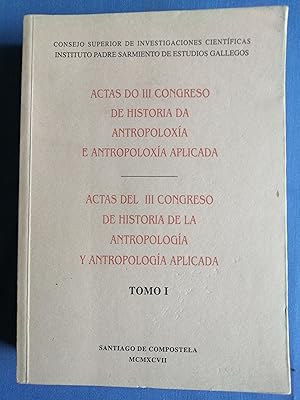 CONSEJO SUPERIOR DE INVESTIGACIONES CIENTÍFICAS
INSTITUTO PADRE SARMIENTO DE ESTUDIOS GALLEGOS
ACTAS DO III CONGRESO
DE HISTORIA DA
ANTROPOLOXÍA
E ANTROPOLOXÍA APLICADA
ACTAS DEL III CONGRESO
DE HISTORIA DE LA
ANTROPOLOGÍA
Y ANTROPOLOGÍA APLICADA
TOMO I
SANTIAGO DE COMPOSTELA
MCMXCVII